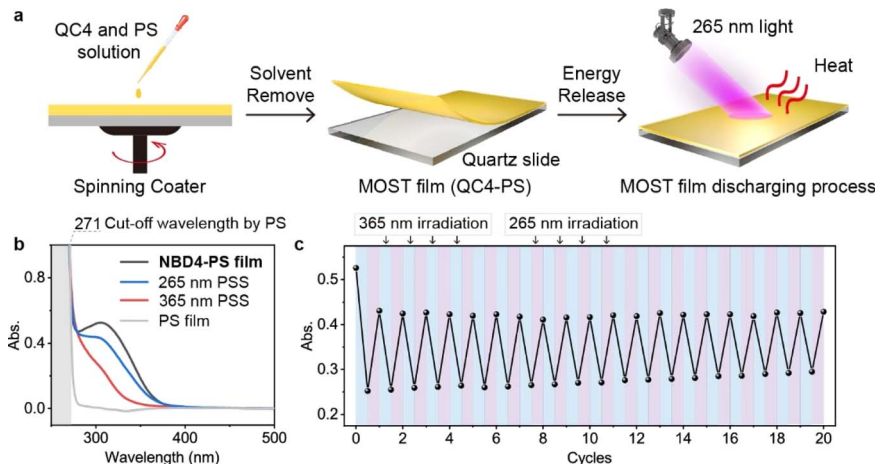 a
QC4 and PS
solution
Spinning Coater
Solvent
Remove
Quartz slide
MOST film (QC4-PS)
Energy
Release
265 nm light
Heat
MOST film discharging process
b
271 Cut-off wavelength by PS
NBD4-PS film
265 nm PSS
365 nm PSS
PS film
Abs.
0.8
0.4
0.0
300
400
500
Wavelength (nm)
c
365 nm irradiation
265 nm irradiation
Abs.
0.5
0.4
0.3
0.2
0 2 4 6 8 10 12 14 16 18 20
Cycles